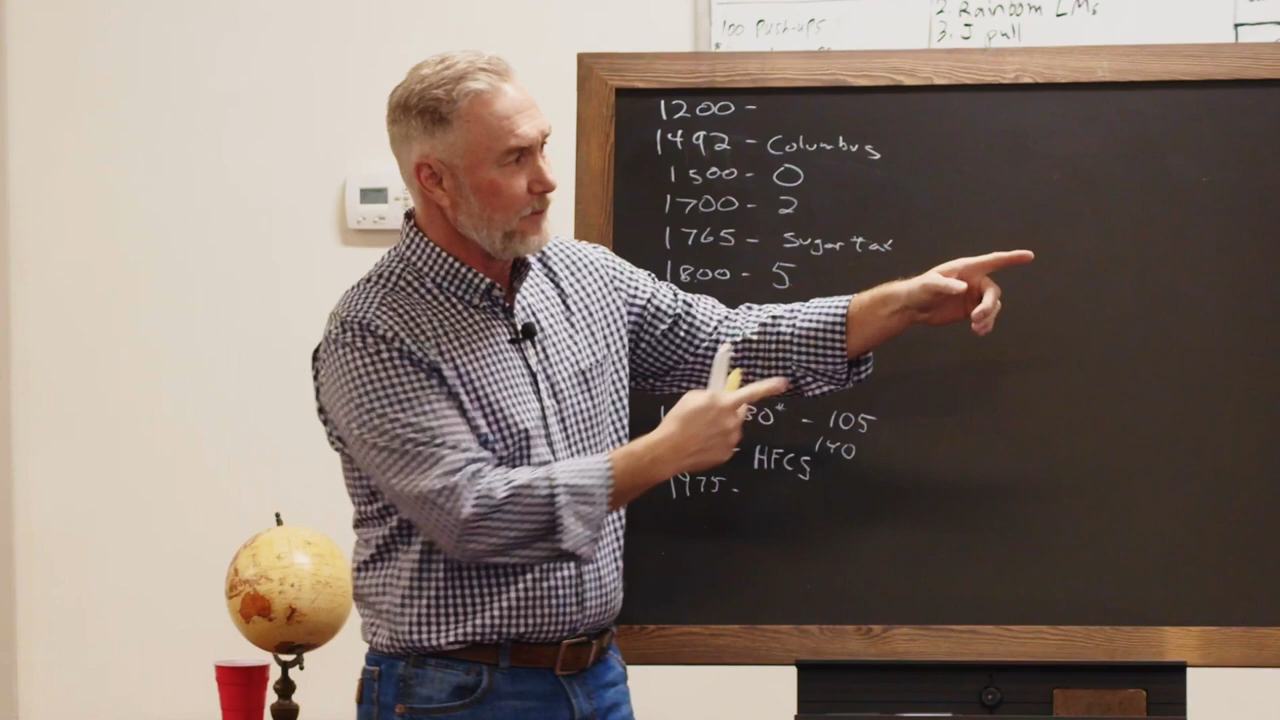 100 Push-ups
2 Rainbow LMs
3. J pull
1200 -
1492 - Columbus
1500 - 0
1700 - 2
1765 - Sugar tax
1800 - 5
80* - 105
- HFCS 140
1975 -